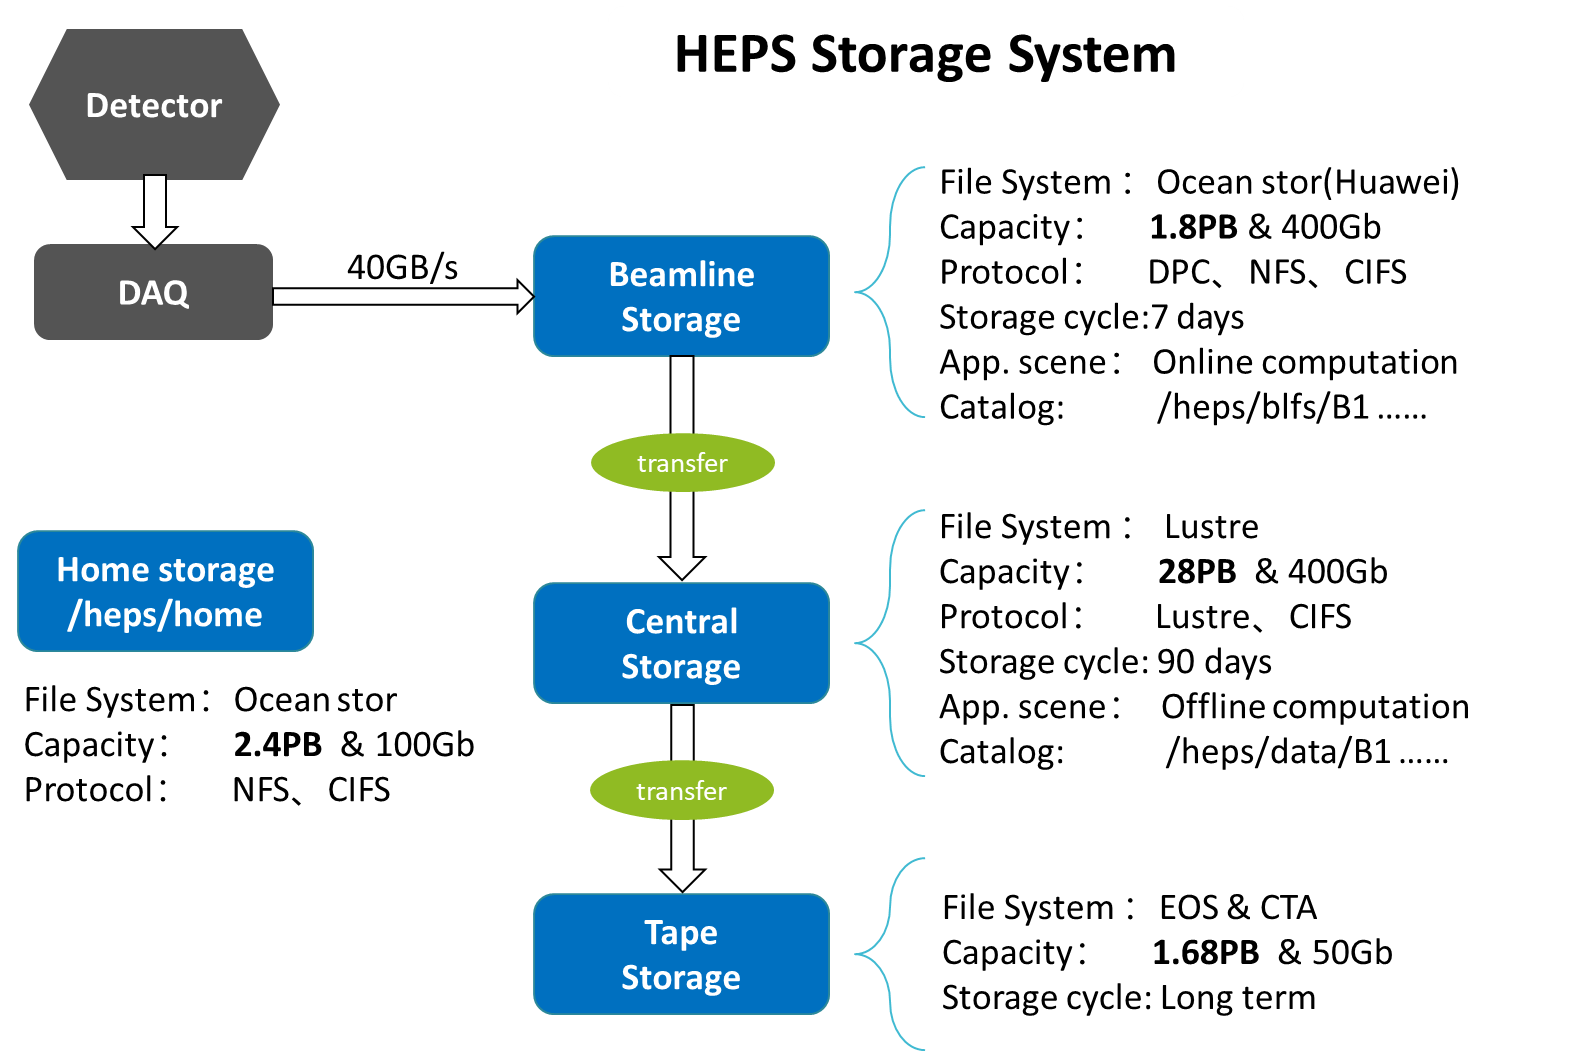 HEPS Storage System
Detector
DAQ
40GB/s
Beamline
Storage
File System： Ocean stor(Huawei)
Capacity： 1.8PB & 400Gb
Protocol： DPC、NFS、CIFS
Storage cycle:7 days
App. scene： Online computation
Catalog: /heps/blfs/B1 ......
transfer
Home storage
/heps/home
File System： Ocean stor
Capacity： 2.4PB & 100Gb
Protocol： NFS、CIFS
Central
Storage
File System： Lustre
Capacity： 28PB & 400Gb
Protocol： Lustre、CIFS
Storage cycle: 90 days
App. scene： Offline computation
Catalog: /heps/data/B1 ......
transfer
Tape
Storage
File System： EOS & CTA
Capacity： 1.68PB & 50Gb
Storage cycle: Long term